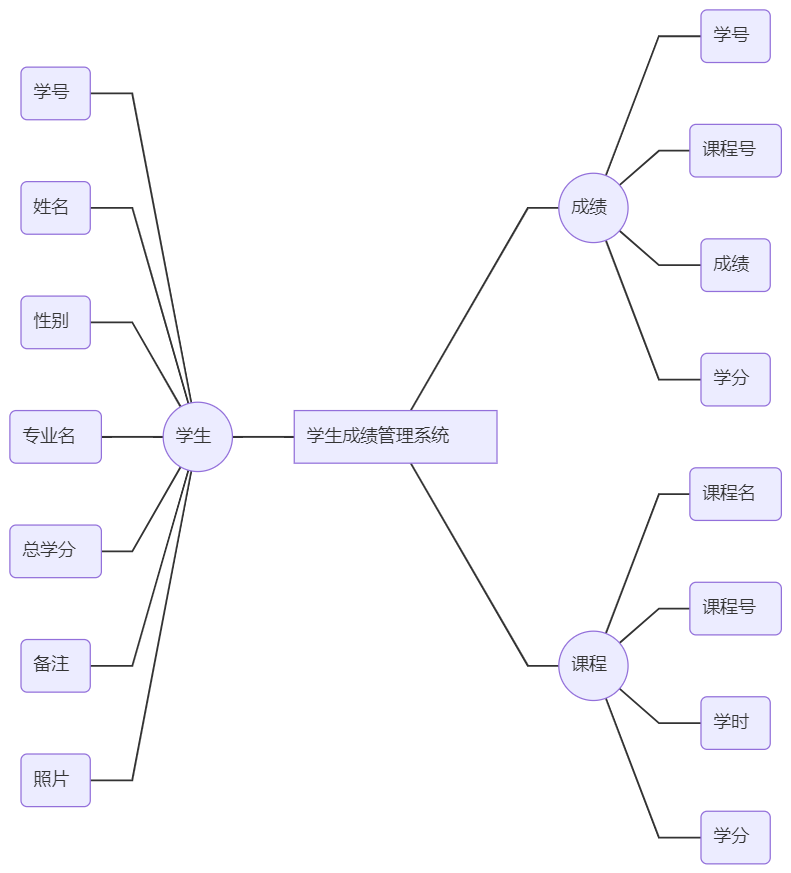 学号
姓名
性别
专业名
总学分
备注
照片
学生
学生成绩管理系统
成绩
学号
课程号
成绩
学分
课程
课程名
课程号
学时
学分